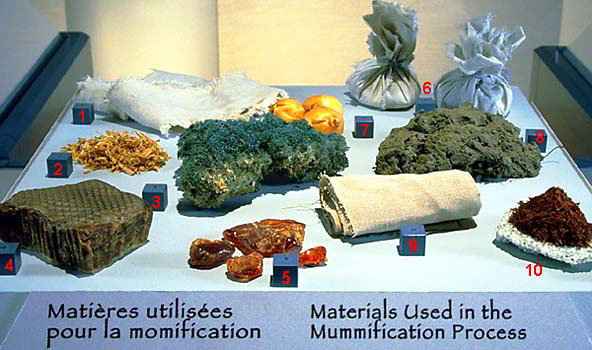 1
2
3
4
5
6
7
8
9
10
Matières utilisées
pour la momification
Materials Used in the
Mummification Process